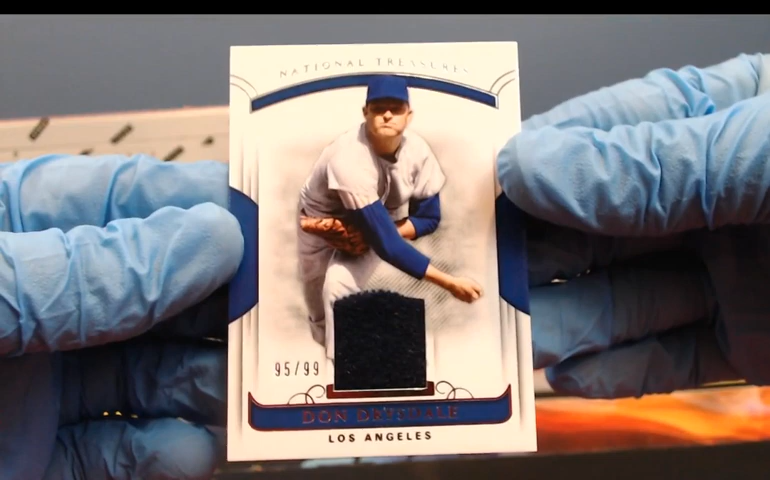 NATIONAL TREASURES
95/99
DON DRYSDALE
LOS ANGELES